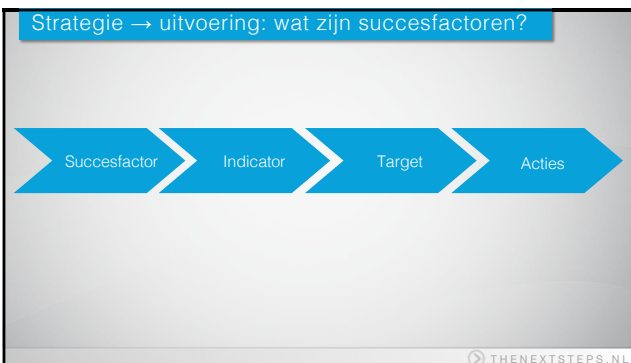 Strategie → uitvoering: wat zijn succesfactoren?
Succesfactor
Indicator
Target
Acties
THENEXTSTEPS.NL